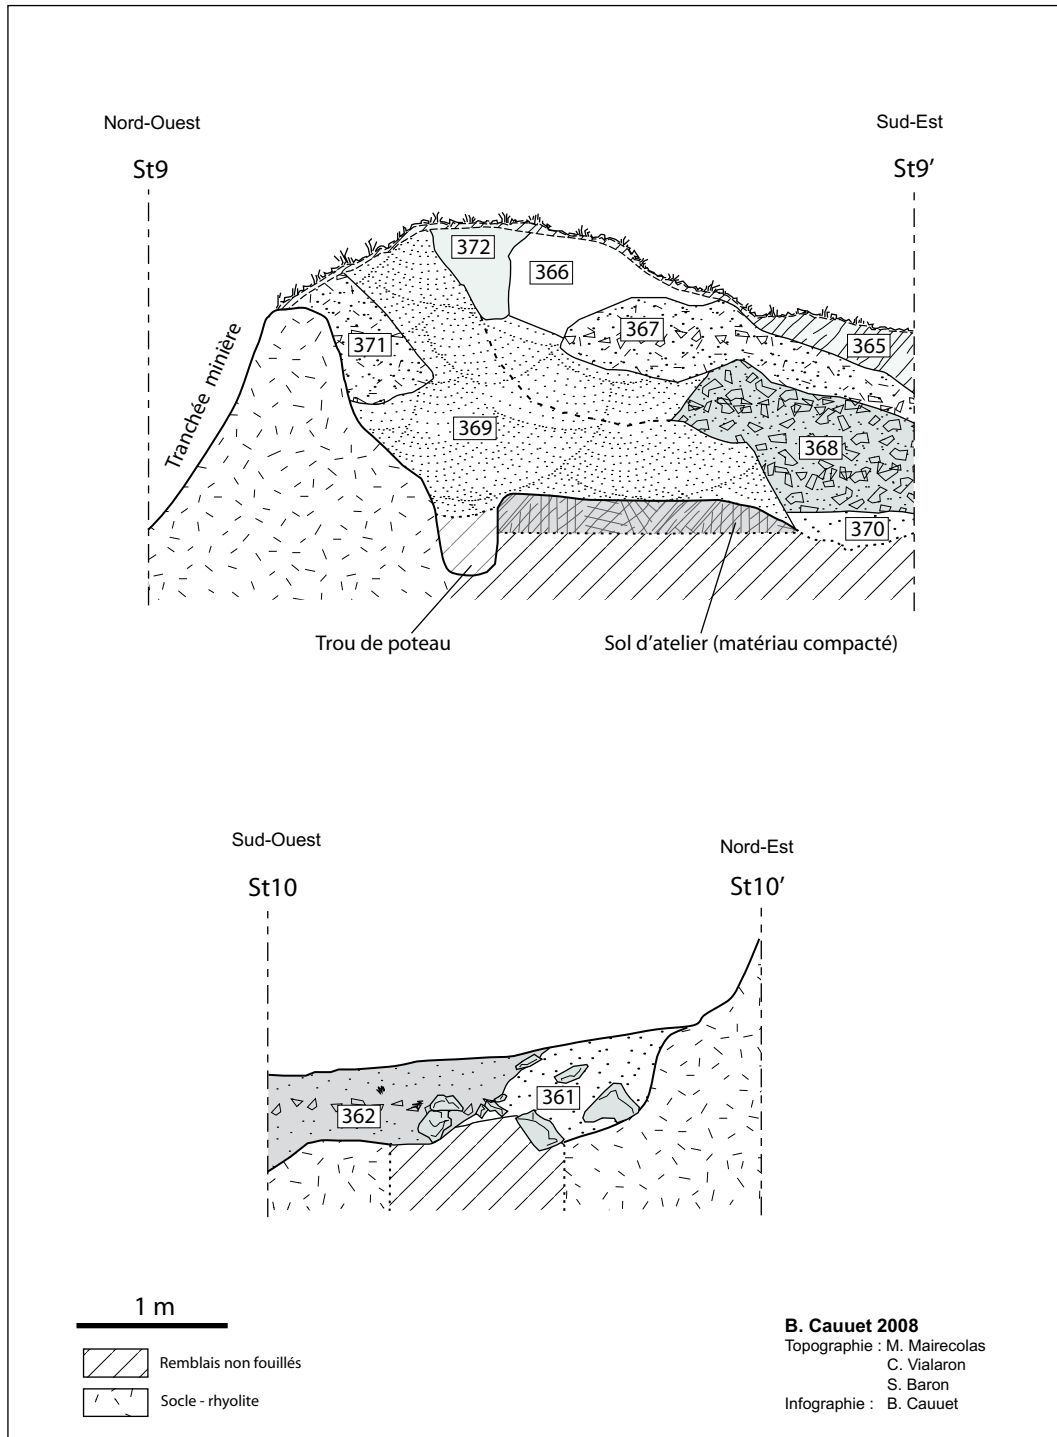 Nord-Ouest
Sud-Est
St9
St9’
372
366
367
371
365
Tranchée minière
369
368
370
Trou de poteau
Sol d’atelier (matériau compacté)
Sud-Ouest
Nord-Est
St10
St10’
361
362
1 m
Remblais non fouillés
Socle - rhyolite
B. Cauuet 2008
Topographie : M. Mairecolas
C. Vialaron
S. Baron
Infographie : B. Cauuet